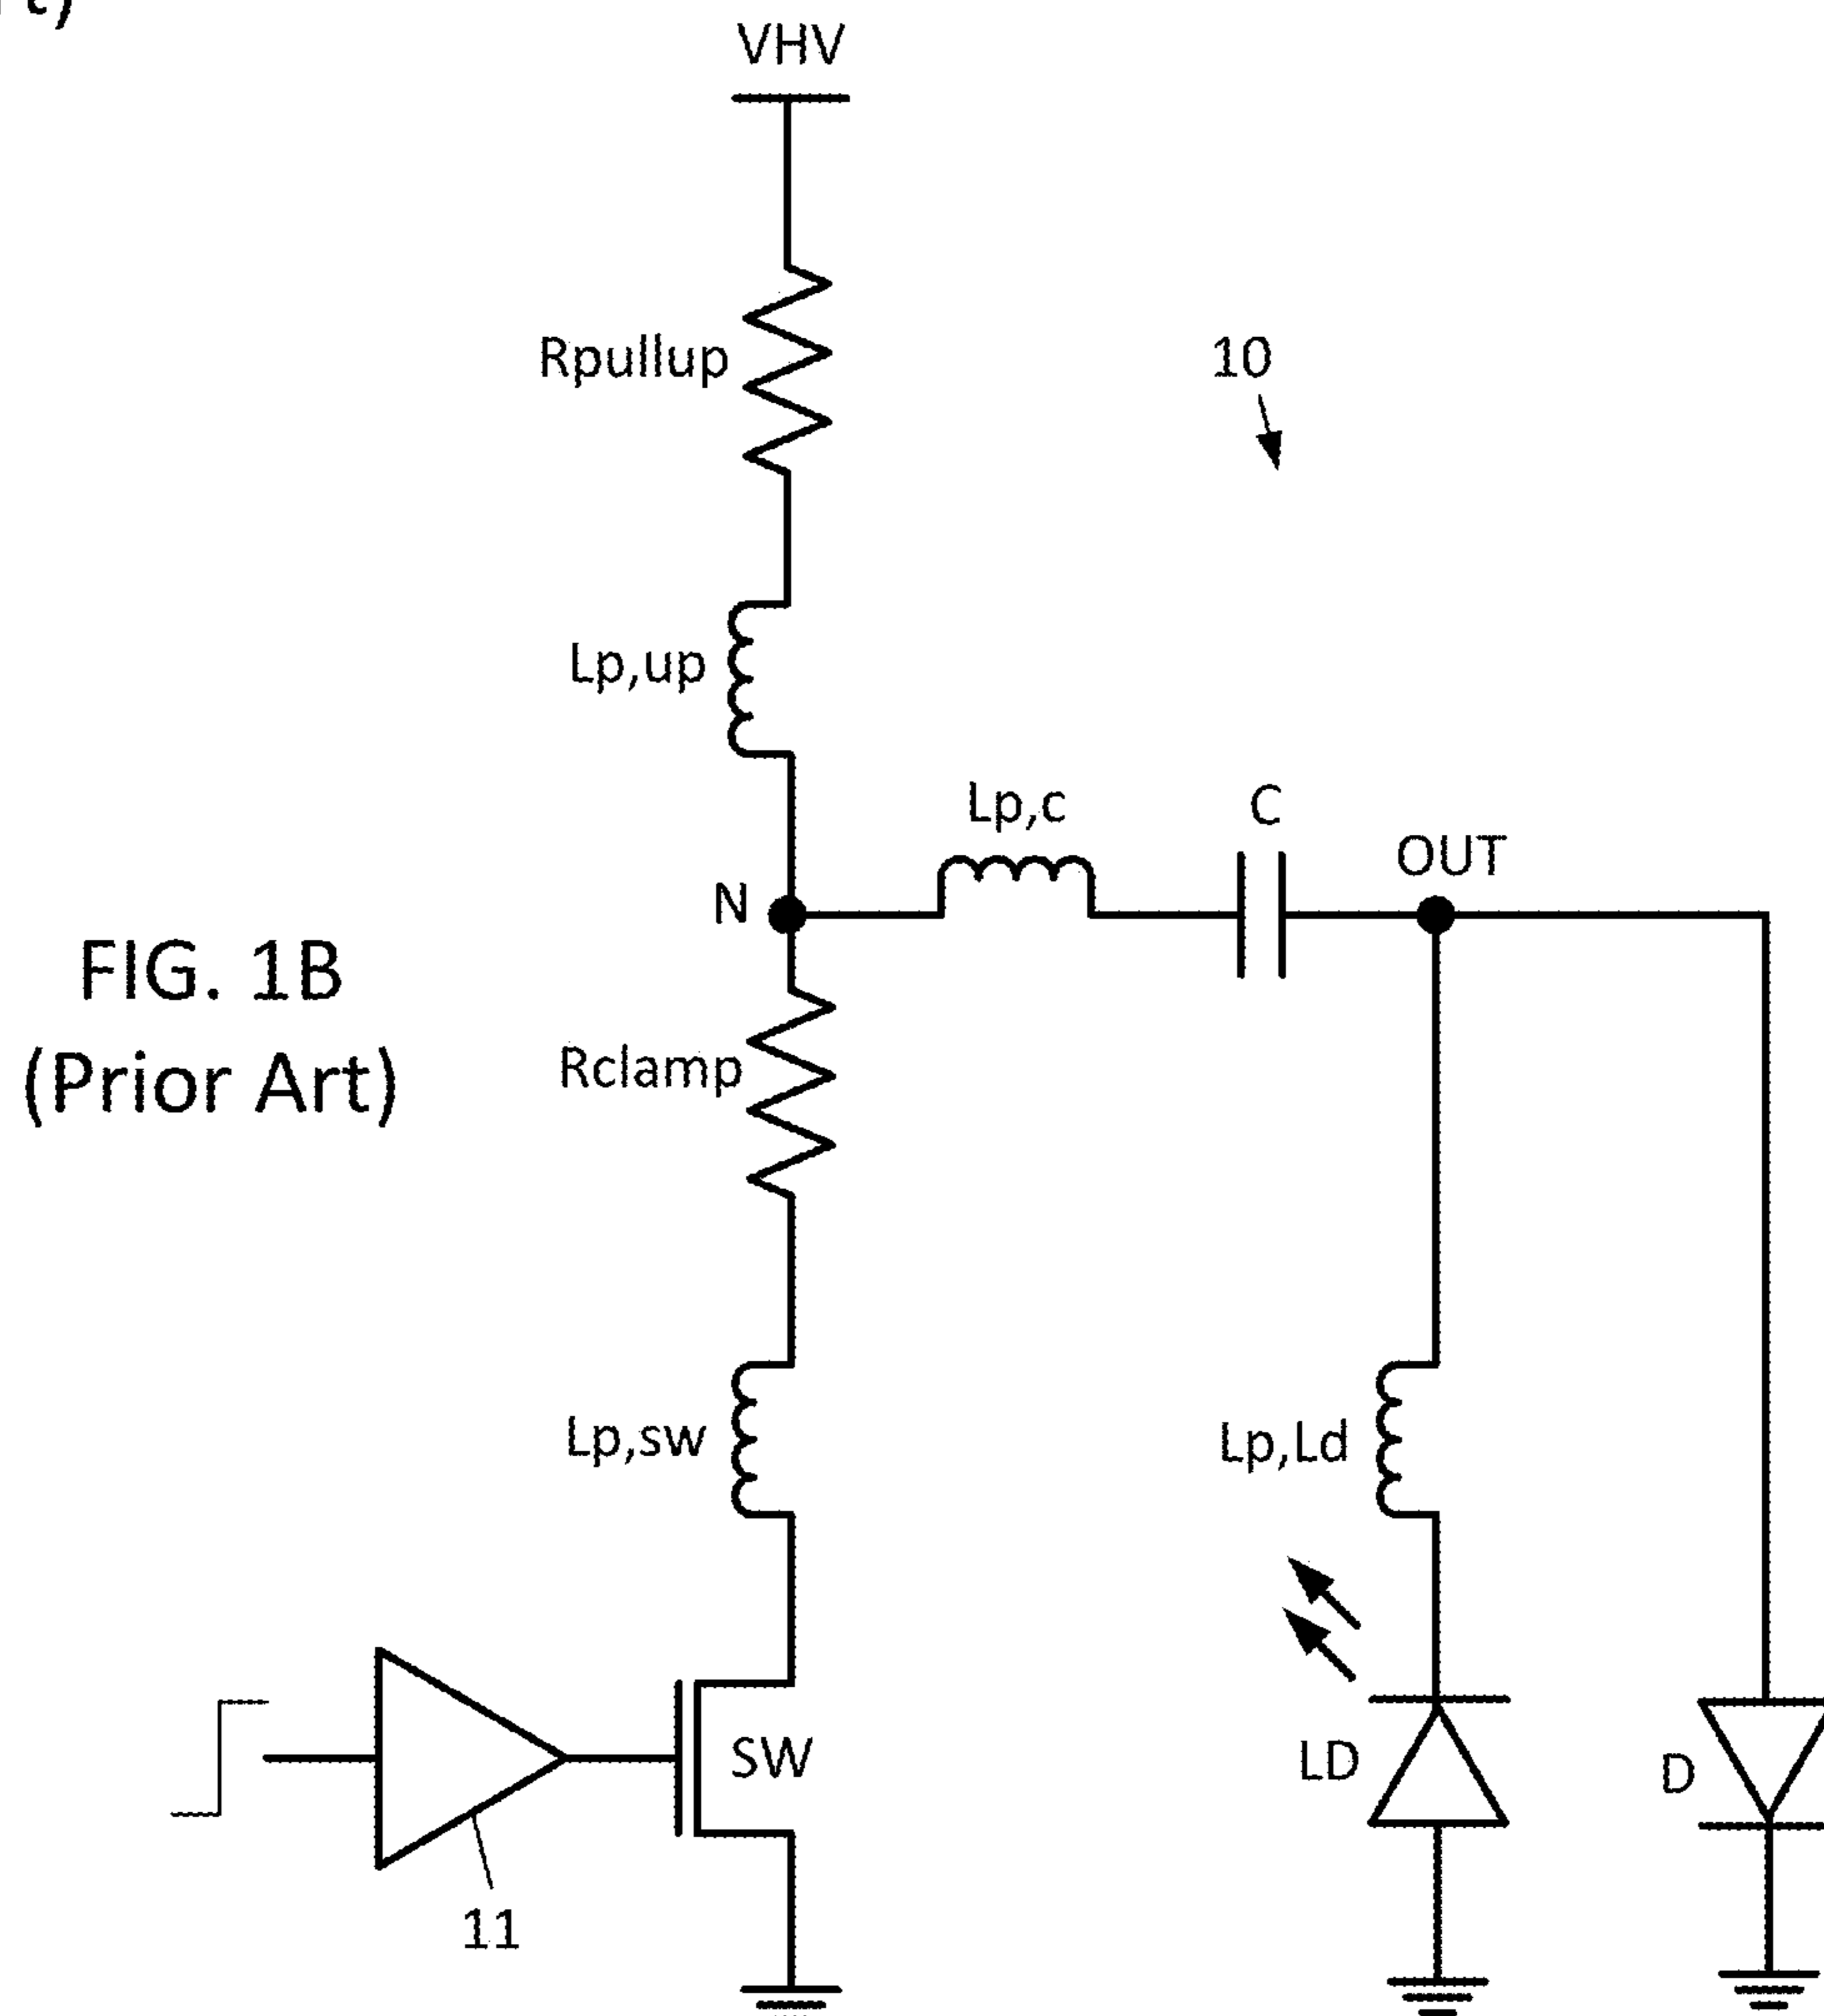 VHV
Rpullup
10
Lp,up
Lp,c
C
OUT
N
FIG. 1B
(Prior Art)
Rclamp
Lp,sw
Lp,Ld
SW
LD
D
11